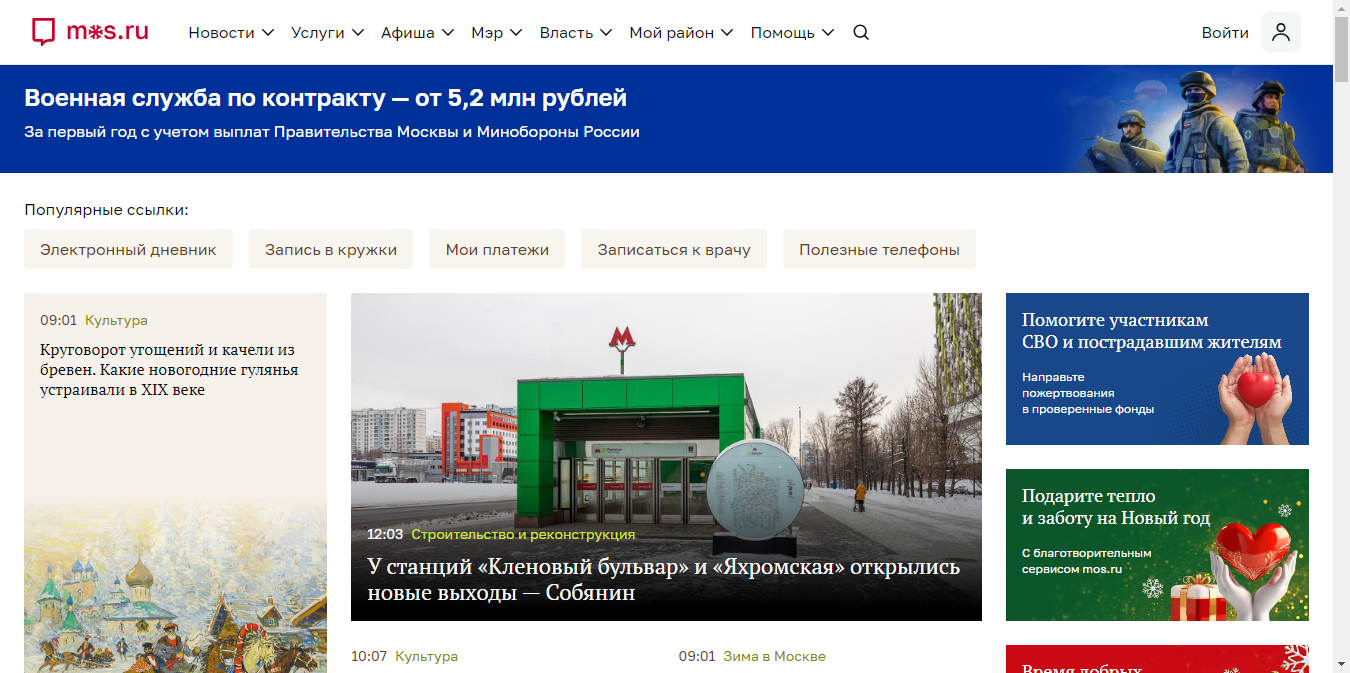 mos.ru
Новости
Услуги
Афиша
Мэр
Власть
Мой район
Помощь
Войти
Военная служба по контракту — от 5,2 млн рублей
За первый год с учетом выплат Правительства Москвы и Минобороны России
Популярные ссылки:
Электронный дневник
Запись в кружки
Мои платежи
Записаться к врачу
Полезные телефоны
09:01 Культура
Круговорот угощений и качели из
бревен. Какие новогодние гулянья
устраивали в XIX веке
12:03 Строительство и реконструкция
У станций «Кленовый бульвар» и «Яхромская» открылись
новые выходы — Собянин
10:07 Культура
09:01 Зима в Москве
Помогите участникам
СВО и пострадавшим жителям
Направьте
пожертвования
в проверенные фонды
Подарите тепло
и заботу на Новый год
С благотворительным
сервисом mos.ru
Время добрых